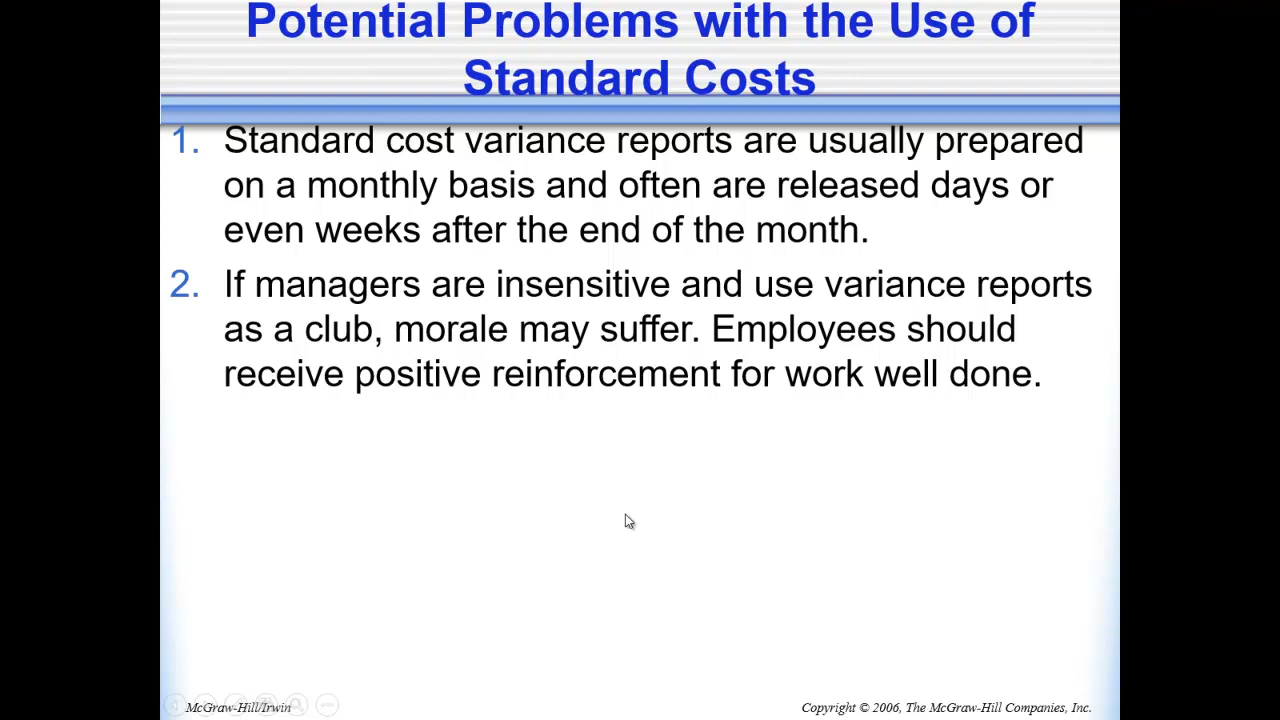 Potential Problems with the Use of
Standard Costs
1. Standard cost variance reports are usually prepared
on a monthly basis and often are released days or
even weeks after the end of the month.
2. If managers are insensitive and use variance reports
as a club, morale may suffer. Employees should
receive positive reinforcement for work well done.
McGraw-Hill/Irwin
Copyright © 2006, The McGraw-Hill Companies, Inc.